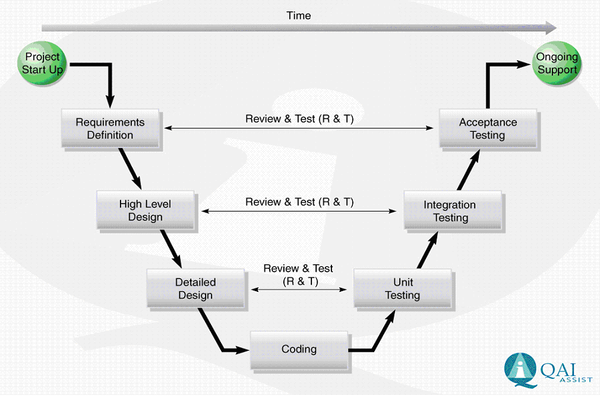 Time
Project
Start Up
Ongoing
Support
Requirements
Definition
Review & Test (R & T)
Acceptance
Testing
High Level
Design
Review & Test (R & T)
Integration
Testing
Detailed
Design
Review & Test
(R & T)
Unit
Testing
Coding
QAI
ASSIST